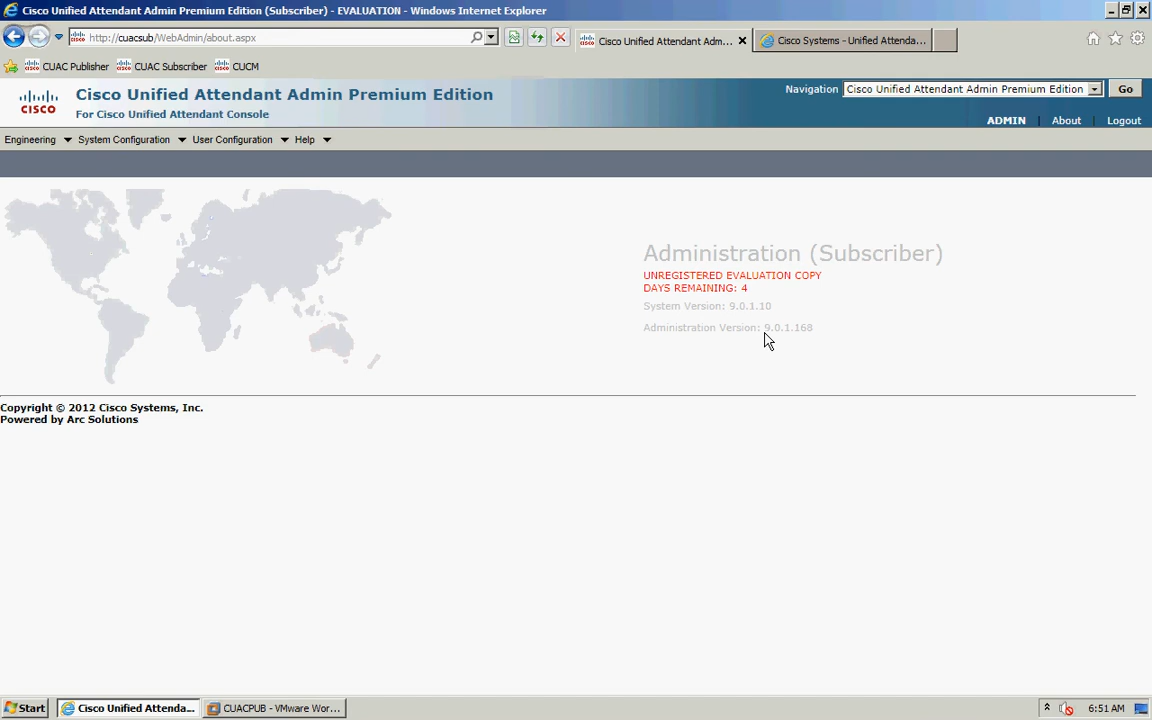 Cisco Unified Attendant Admin Premium Edition (Subscriber) - EVALUATION - Windows Internet Explorer
http://cuacsub/WebAdmin/about.aspx
Cisco Unified Attendant Adm...
Cisco Systems - Unified Attenda...
CUAC Publisher CUAC Subscriber CUCM
CISCO
Cisco Unified Attendant Admin Premium Edition
For Cisco Unified Attendant Console
Navigation Cisco Unified Attendant Admin Premium Edition Go
ADMIN | About | Logout
Engineering System Configuration User Configuration Help
Administration (Subscriber)
UNREGISTERED EVALUATION COPY
DAYS REMAINING: 4
System Version: 9.0.1.10
Administration Version: 9.0.1.168
Copyright © 2012 Cisco Systems, Inc.
Powered by Arc Solutions
Start Cisco Unified Attenda... CUACPUB - VMware Wor... 6:51 AM